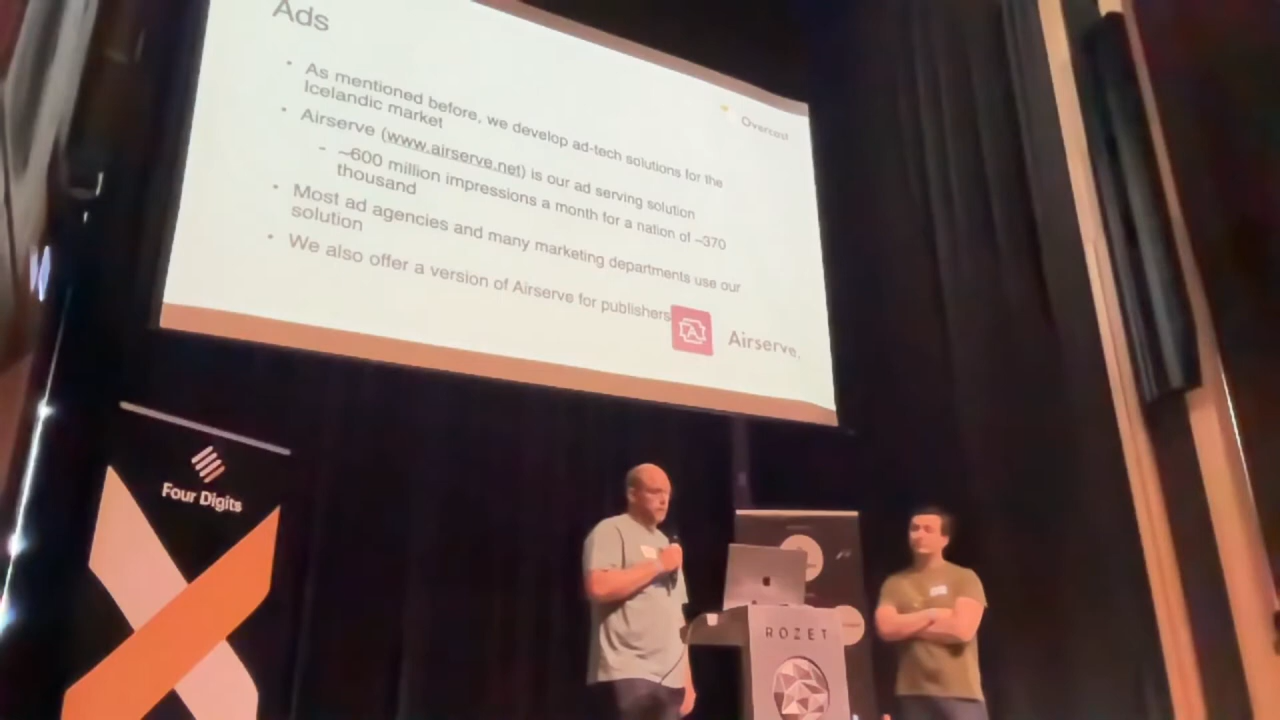 Ads
• As mentioned before, we develop ad-tech solutions for the
Icelandic market
• Airserve (www.airserve.net) is our ad serving solution
- ~600 million impressions a month for a nation of ~370
thousand
• Most ad agencies and many marketing departments use our
solution
• We also offer a version of Airserve for publishers
Overcast
Airserve.
Four Digits
ROZET